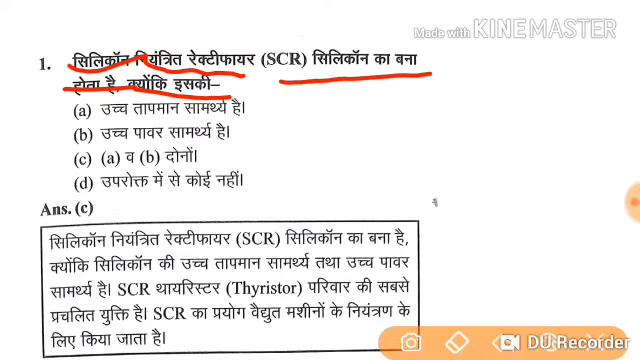 Made with KINEMASTER
1. सिलिकॉन नियंत्रित रेक्टीफायर (SCR) सिलिकॉन का बना
होता है, क्योंकि इसकी–
(a) उच्च तापमान सामर्थ्य है।
(b) उच्च पावर सामर्थ्य है।
(c) (a) व (b) दोनों।
(d) उपरोक्त में से कोई नहीं।
Ans. (c)
सिलिकॉन नियंत्रित रेक्टीफायर (SCR) सिलिकॉन का बना है,
क्योंकि सिलिकॉन की उच्च तापमान सामर्थ्य तथा उच्च पावर
सामर्थ्य है। SCR थायरिस्टर (Thyristor) परिवार की सबसे
प्रचलित युक्ति है। SCR का प्रयोग वैद्युत मशीनों के नियंत्रण के
लिए किया जाता है।
DU Recorder